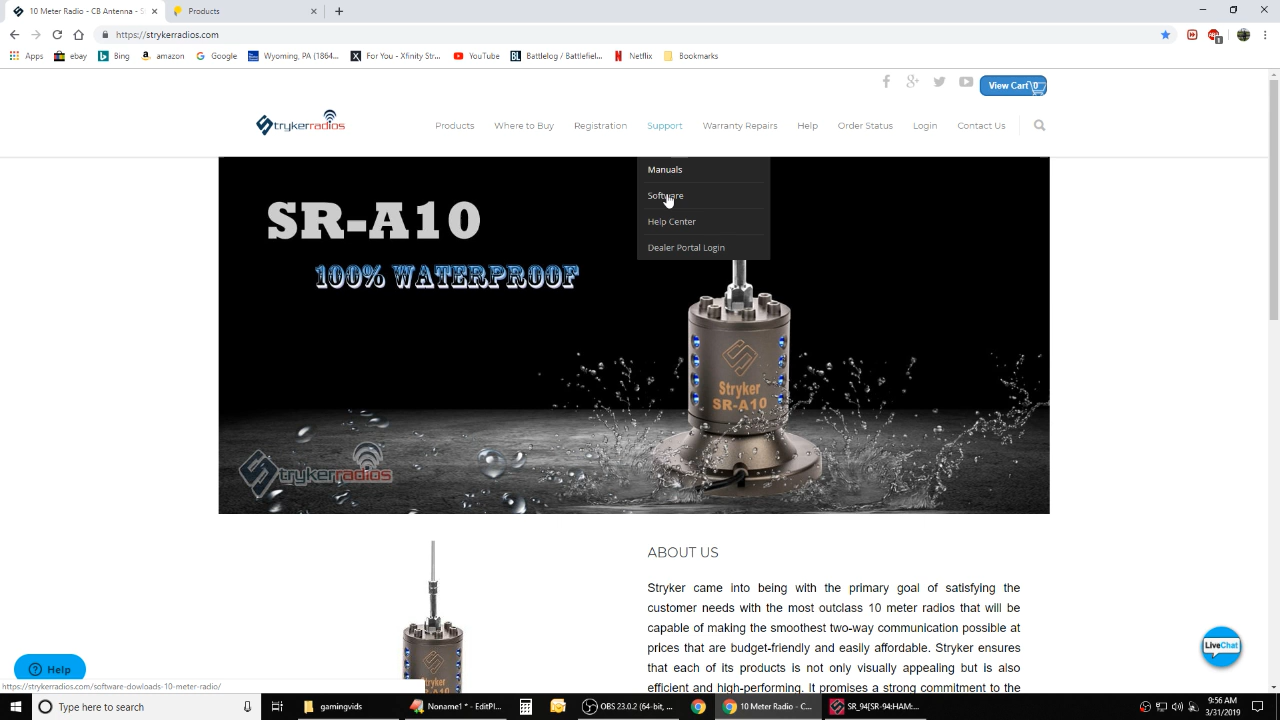 10 Meter Radio - CB Antenna - S
Products
https://strykerradios.com
Apps
ebay
Bing
amazon
Google
Wyoming, PA (1864...
For You - Xfinity Str...
YouTube
Battlelog / Battlefiel...
Netflix
Bookmarks
View Cart 0
strykerradios
Products
Where to Buy
Registration
Support
Warranty Repairs
Help
Order Status
Login
Contact Us
Manuals
Software
Help Center
Dealer Portal Login
SR-A10
100% WATERPROOF
Stryker
SR-A10
strykerradios
ABOUT US
Stryker came into being with the primary goal of satisfying the
customer needs with the most outclass 10 meter radios that will be
capable of making the smoothest two-way communication possible at
prices that are budget-friendly and easily affordable. Stryker ensures
that each of its products is not only visually appealing but is also
efficient and high-performing. It promises a strong commitment to the
Stryker
SR-A10
LiveChat
Help
https://strykerradios.com/software-dowloads-10-meter-radio/
Type here to search
gamingvids
Noname1 * - EditPl...
OBS 23.0.2 (64-bit, ...
10 Meter Radio - C...
SR_94[SR-94:HAM:...
9:56 AM
3/31/2019